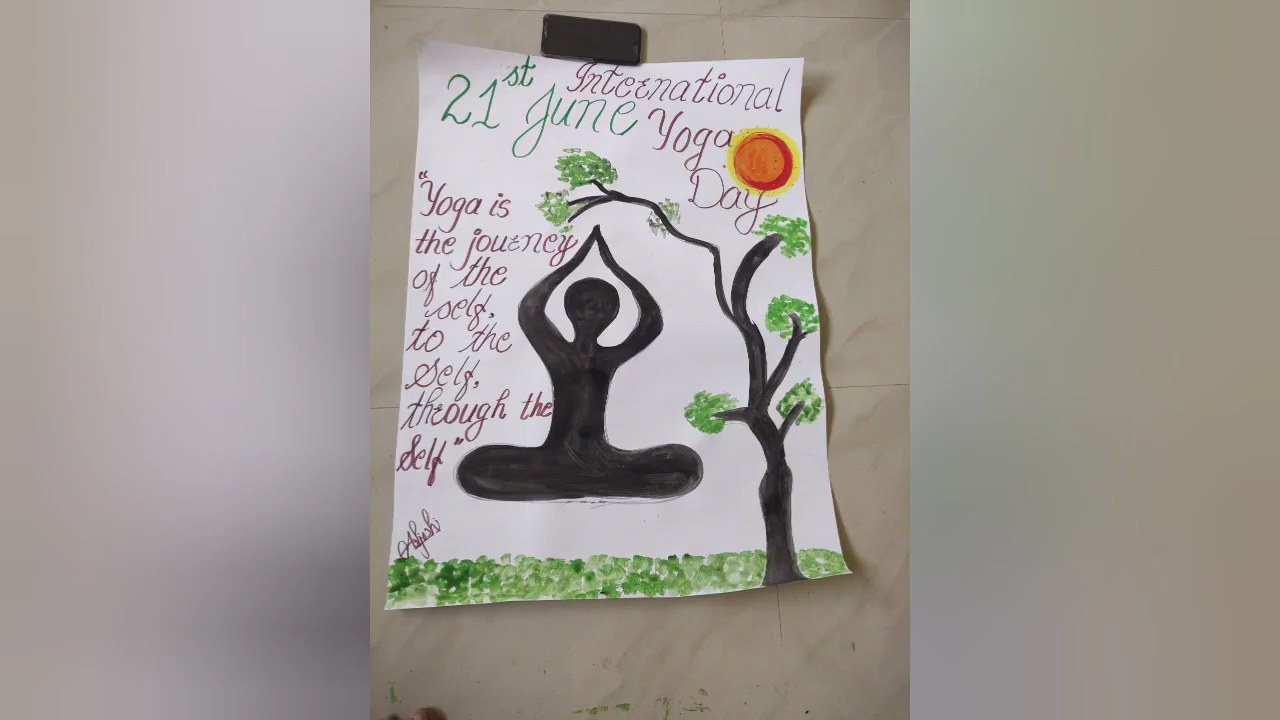 21st June
International
Yoga
Day
"Yoga is
the journey
of the
self,
to the
self,
through the
Self"